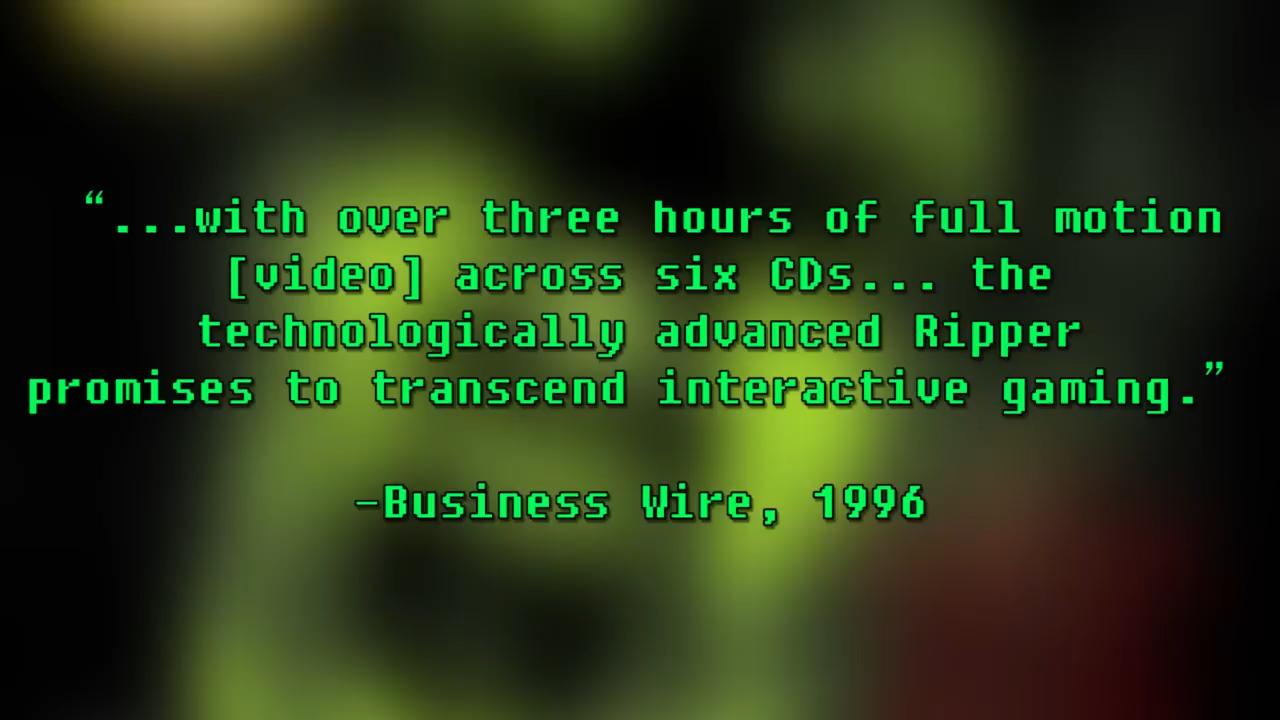 “...with over three hours of full motion
[video] across six CDs... the
technologically advanced Ripper
promises to transcend interactive gaming.”
-Business Wire, 1996